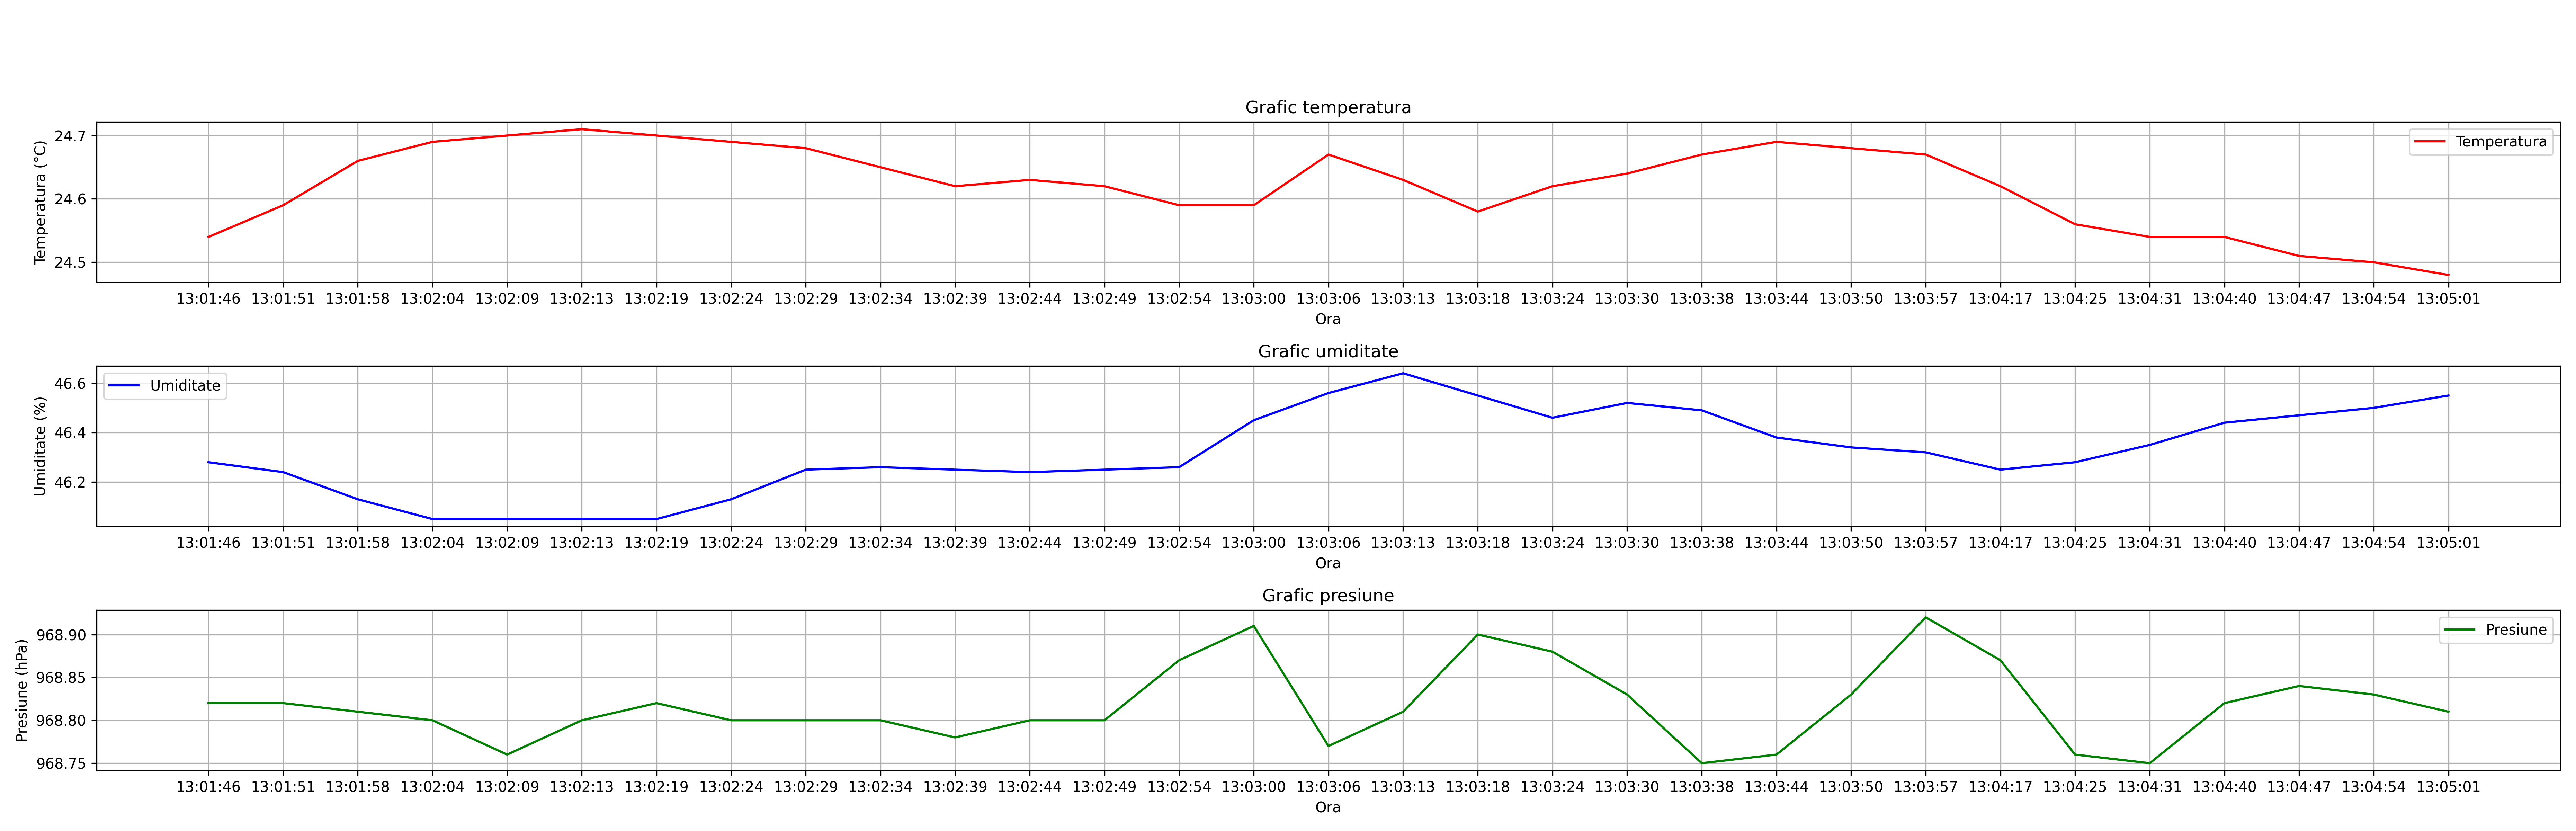 Grafic temperatura
Temperatura (°C)
24.7
24.6
24.5
Temperatura
13:01:46 13:01:51 13:01:58 13:02:04 13:02:09 13:02:13 13:02:19 13:02:24 13:02:29 13:02:34 13:02:39 13:02:44 13:02:49 13:02:54 13:03:00 13:03:06 13:03:13 13:03:18 13:03:24 13:03:30 13:03:38 13:03:44 13:03:50 13:03:57 13:04:17 13:04:25 13:04:31 13:04:40 13:04:47 13:04:54 13:05:01
Ora
Grafic umiditate
Umiditate (%)
46.6
46.4
46.2
Umiditate
13:01:46 13:01:51 13:01:58 13:02:04 13:02:09 13:02:13 13:02:19 13:02:24 13:02:29 13:02:34 13:02:39 13:02:44 13:02:49 13:02:54 13:03:00 13:03:06 13:03:13 13:03:18 13:03:24 13:03:30 13:03:38 13:03:44 13:03:50 13:03:57 13:04:17 13:04:25 13:04:31 13:04:40 13:04:47 13:04:54 13:05:01
Ora
Grafic presiune
Presiune (hPa)
968.90
968.85
968.80
968.75
Presiune
13:01:46 13:01:51 13:01:58 13:02:04 13:02:09 13:02:13 13:02:19 13:02:24 13:02:29 13:02:34 13:02:39 13:02:44 13:02:49 13:02:54 13:03:00 13:03:06 13:03:13 13:03:18 13:03:24 13:03:30 13:03:38 13:03:44 13:03:50 13:03:57 13:04:17 13:04:25 13:04:31 13:04:40 13:04:47 13:04:54 13:05:01
Ora